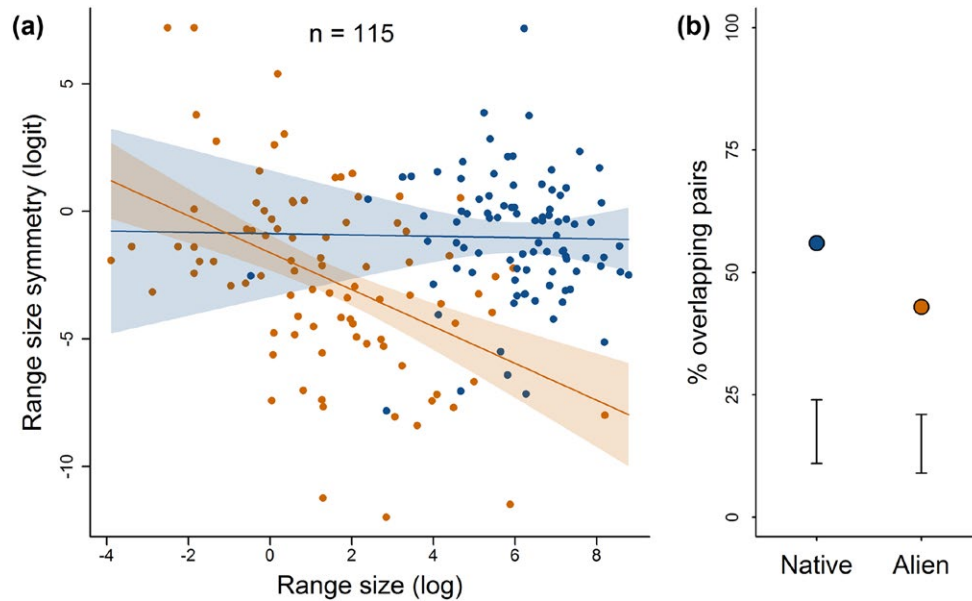 (a)
n = 115
Range size symmetry (logit)
5
0
-5
-10
-4
-2
0
2
4
6
8
Range size (log)
(b)
% overlapping pairs
100
75
50
25
0
Native
Alien